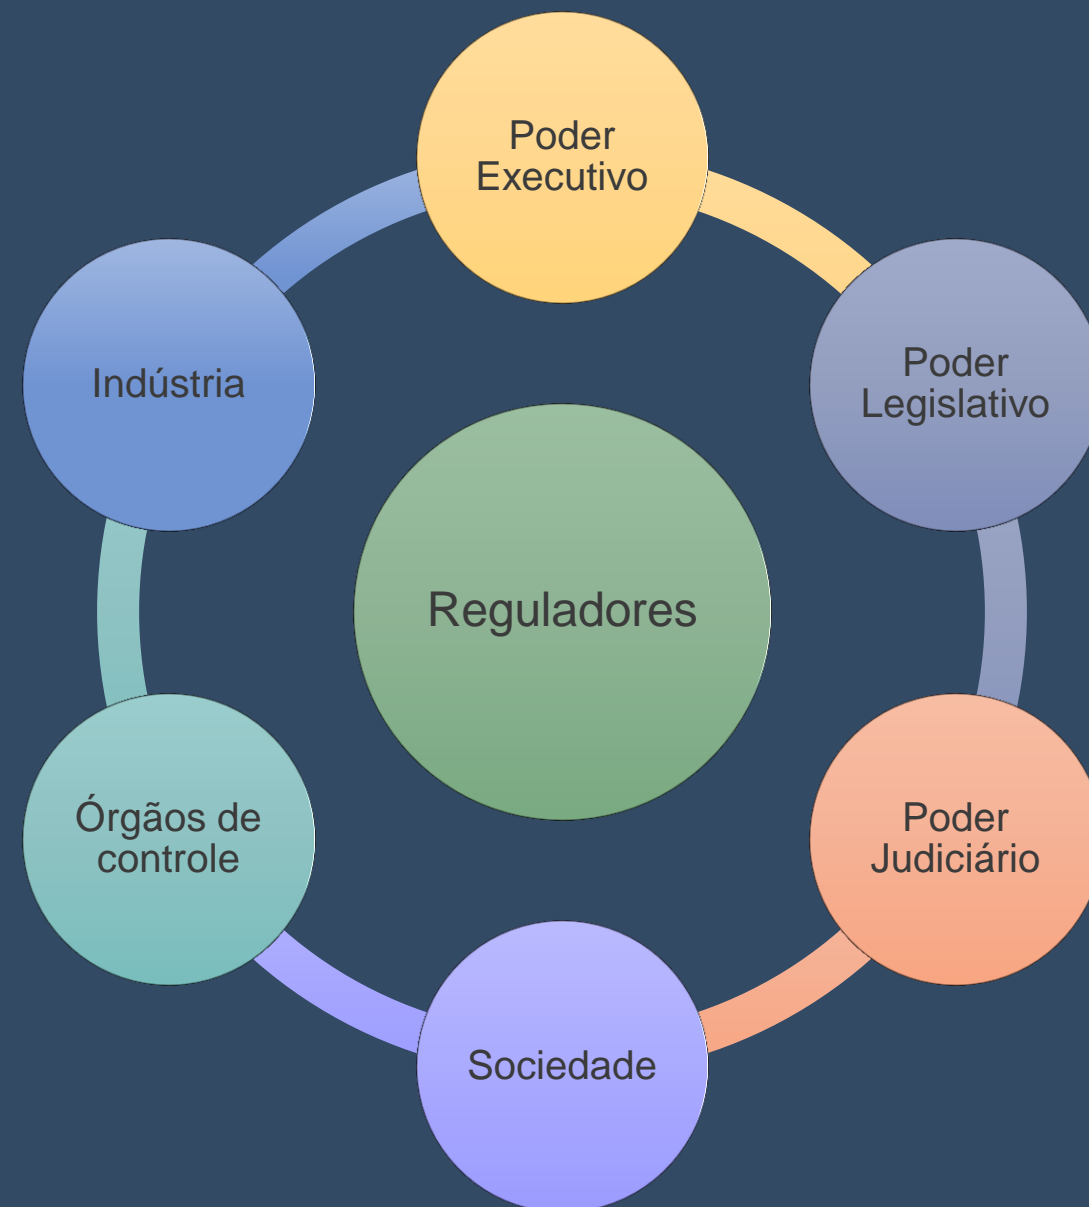 Poder
Executivo
Poder
Legislativo
Indústria
Reguladores
Órgãos de
controle
Poder
Judiciário
Sociedade